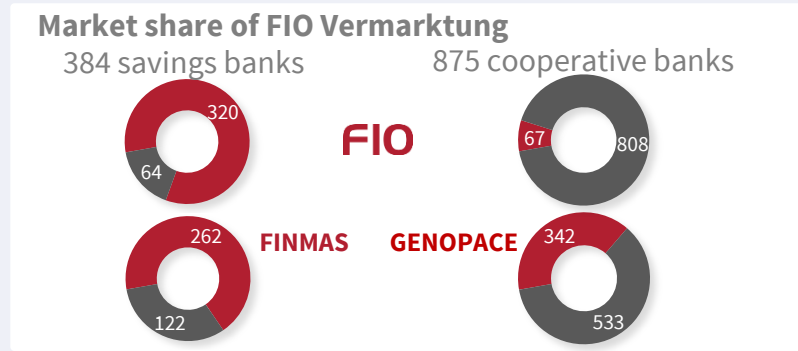 Market share of FIO Vermarktung
384 savings banks
875 cooperative banks
320
64
FIO
67
808
262
122
FINMAS
GENOPACE
342
533